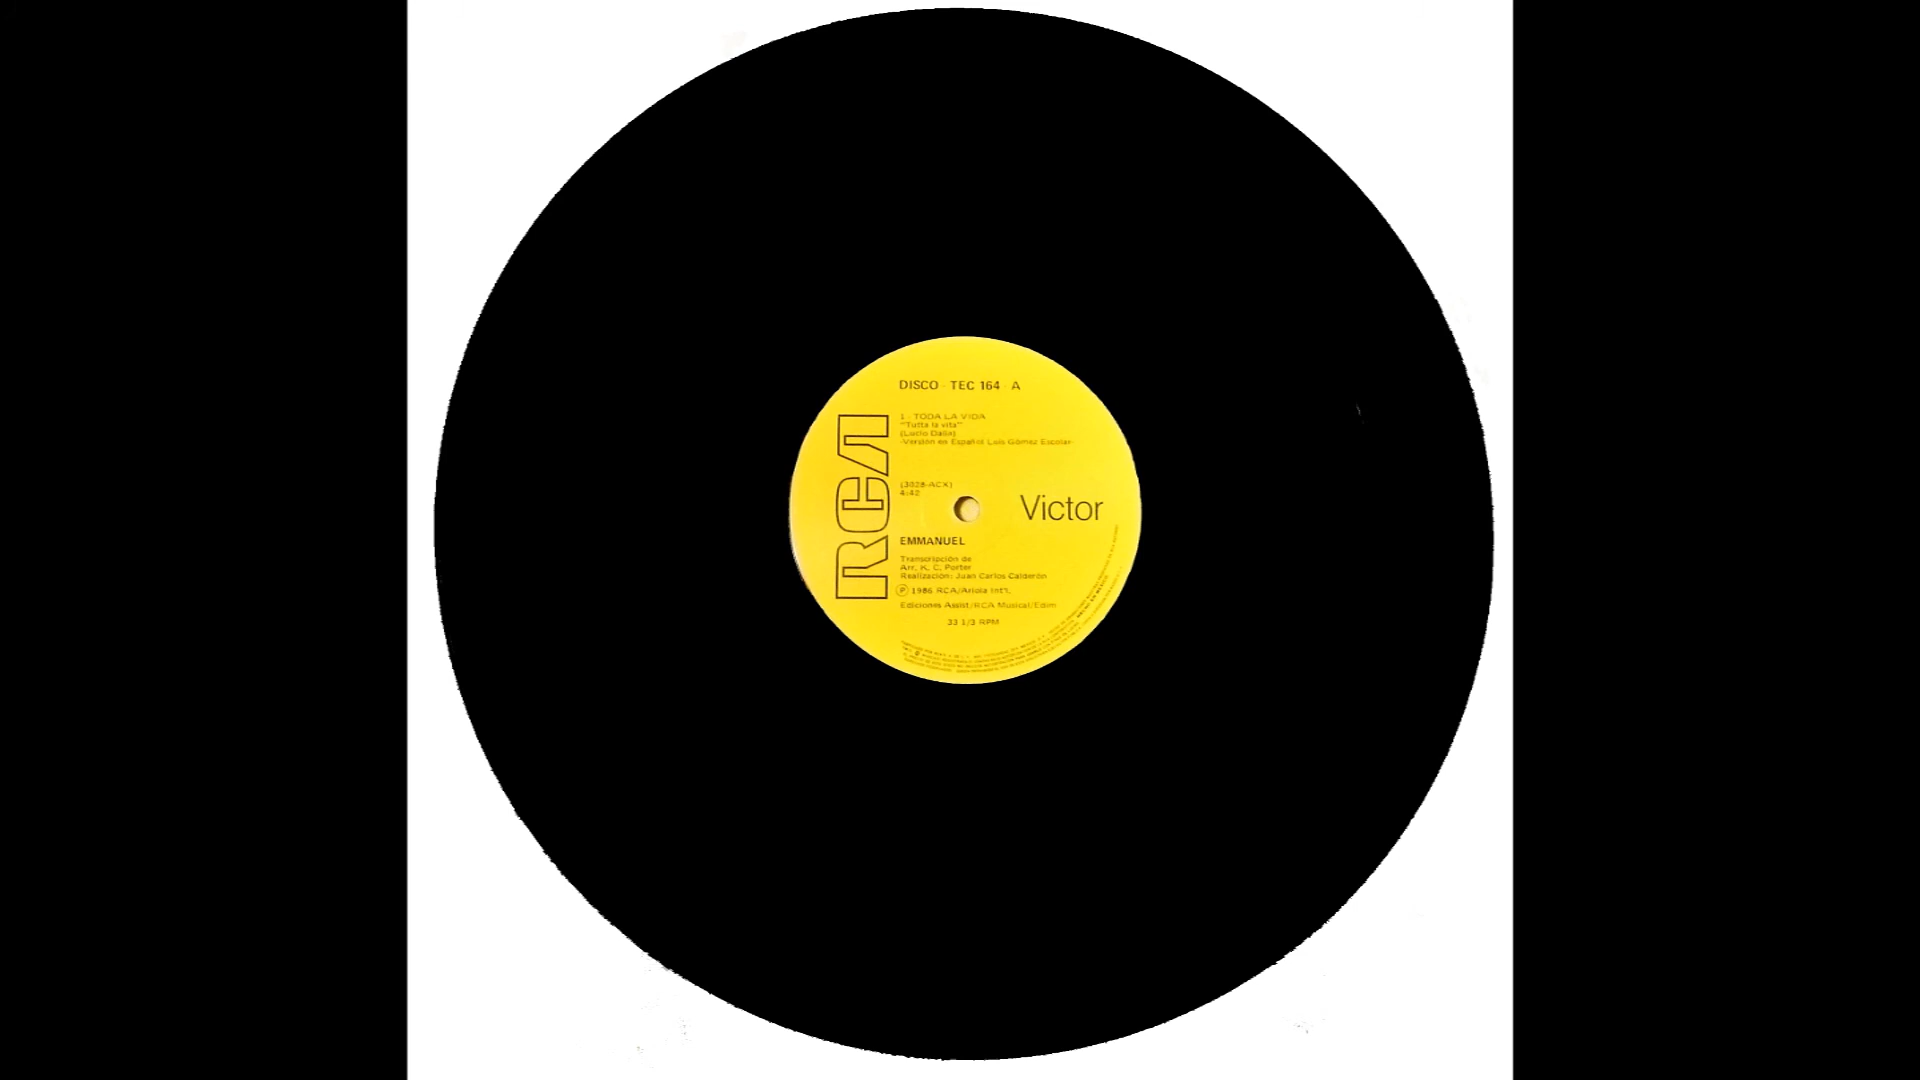 DISCO - TEC 164 - A
1 - TODA LA VIDA
"Tutta la vita"
(Lucio Dalla)
-Versión en Español Luis Gómez Escolar-
(3028-ACX)
4:42
RCA
Victor
EMMANUEL
Transcripción de
Arr. K. C. Porter
Realización: Juan Carlos Calderón
Ⓟ 1986 RCA/Ariola Int'l.
Ediciones Assist/RCA Musical/Edim
33 1/3 RPM